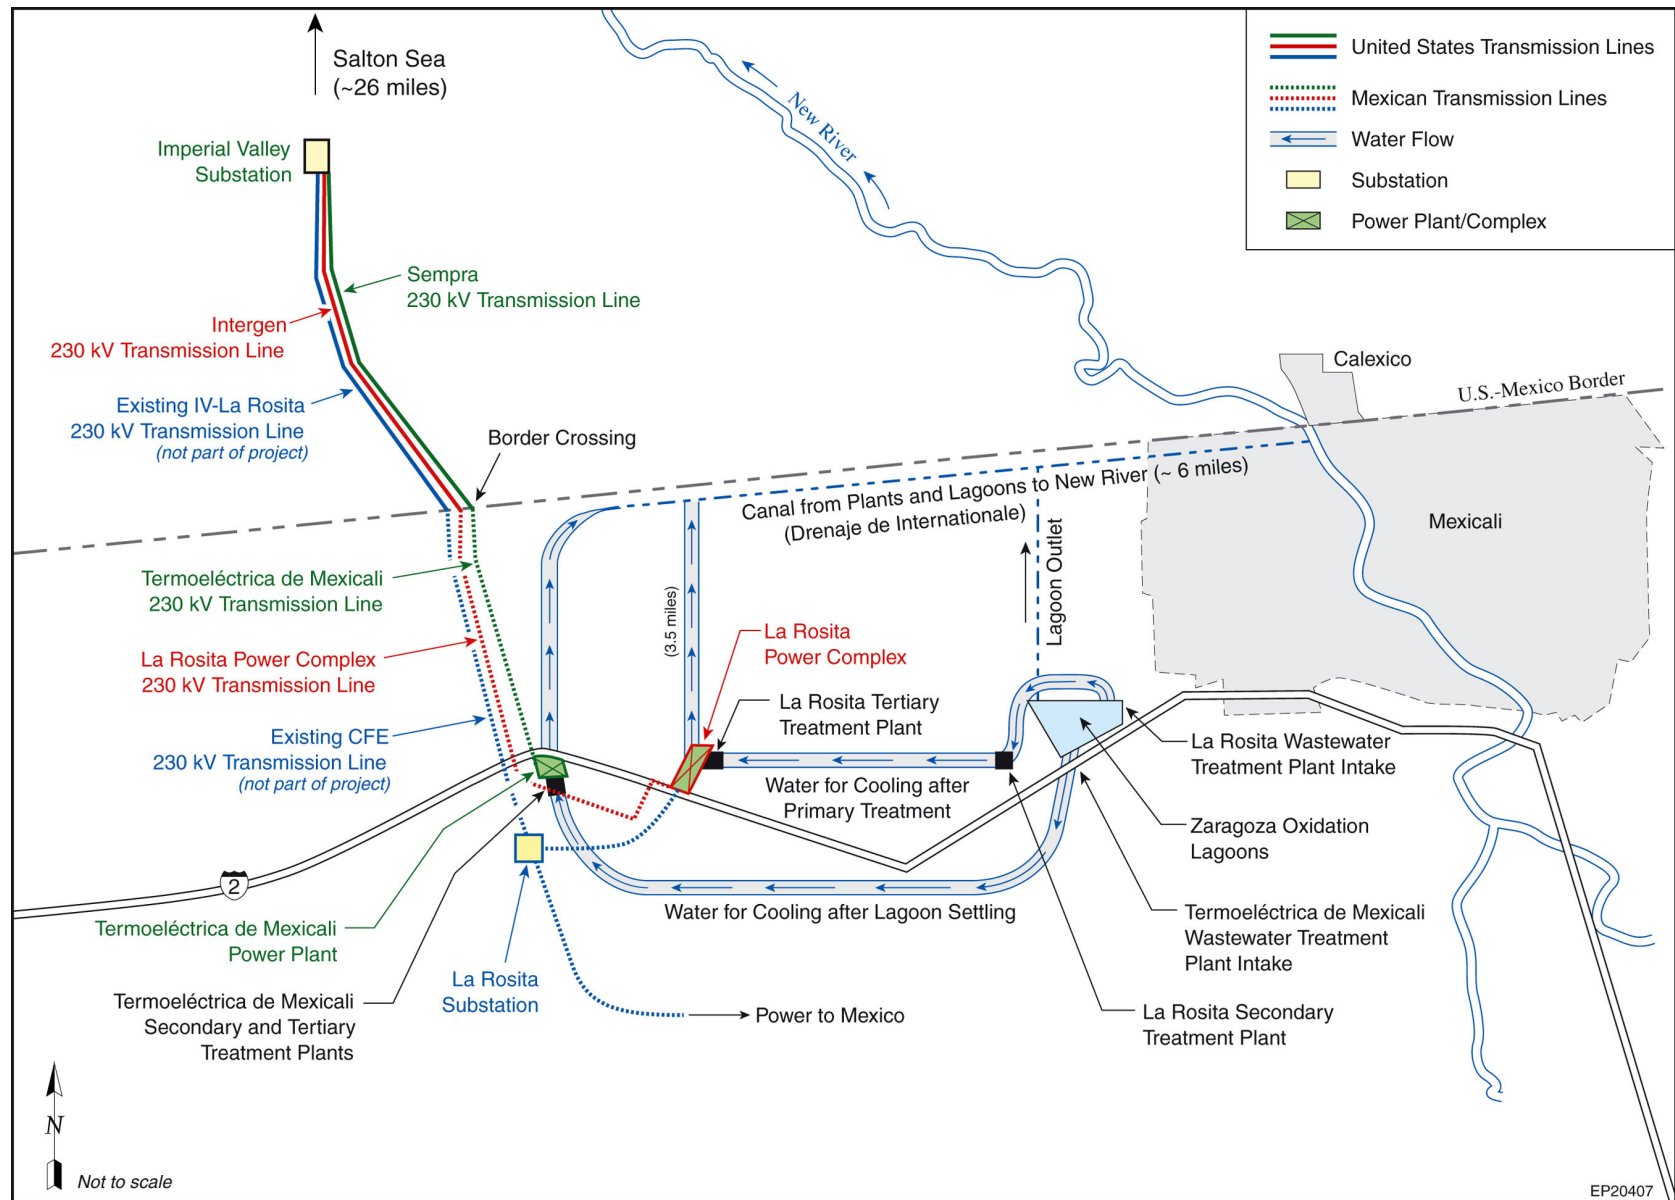 Salton Sea
(~26 miles)
Imperial Valley
Substation
New River
United States Transmission Lines
Mexican Transmission Lines
Water Flow
Substation
Power Plant/Complex
Sempra
230 kV Transmission Line
Intergen
230 kV Transmission Line
Existing IV-La Rosita
230 kV Transmission Line
(not part of project)
Border Crossing
Calexico
U.S.-Mexico Border
Canal from Plants and Lagoons to New River (~ 6 miles)
(Drenaje de Internationale)
Mexicali
Lagoon Outlet
(3.5 miles)
Termoeléctrica de Mexicali
230 kV Transmission Line
La Rosita Power Complex
230 kV Transmission Line
Existing CFE
230 kV Transmission Line
(not part of project)
La Rosita
Power Complex
La Rosita Tertiary
Treatment Plant
Water for Cooling after
Primary Treatment
La Rosita Wastewater
Treatment Plant Intake
Zaragoza Oxidation
Lagoons
2
Water for Cooling after Lagoon Settling
Termoeléctrica de Mexicali
Power Plant
Termoeléctrica de Mexicali
Wastewater Treatment
Plant Intake
La Rosita
Substation
Termoeléctrica de Mexicali
Secondary and Tertiary
Treatment Plants
Power to Mexico
La Rosita Secondary
Treatment Plant
N
Not to scale
EP20407